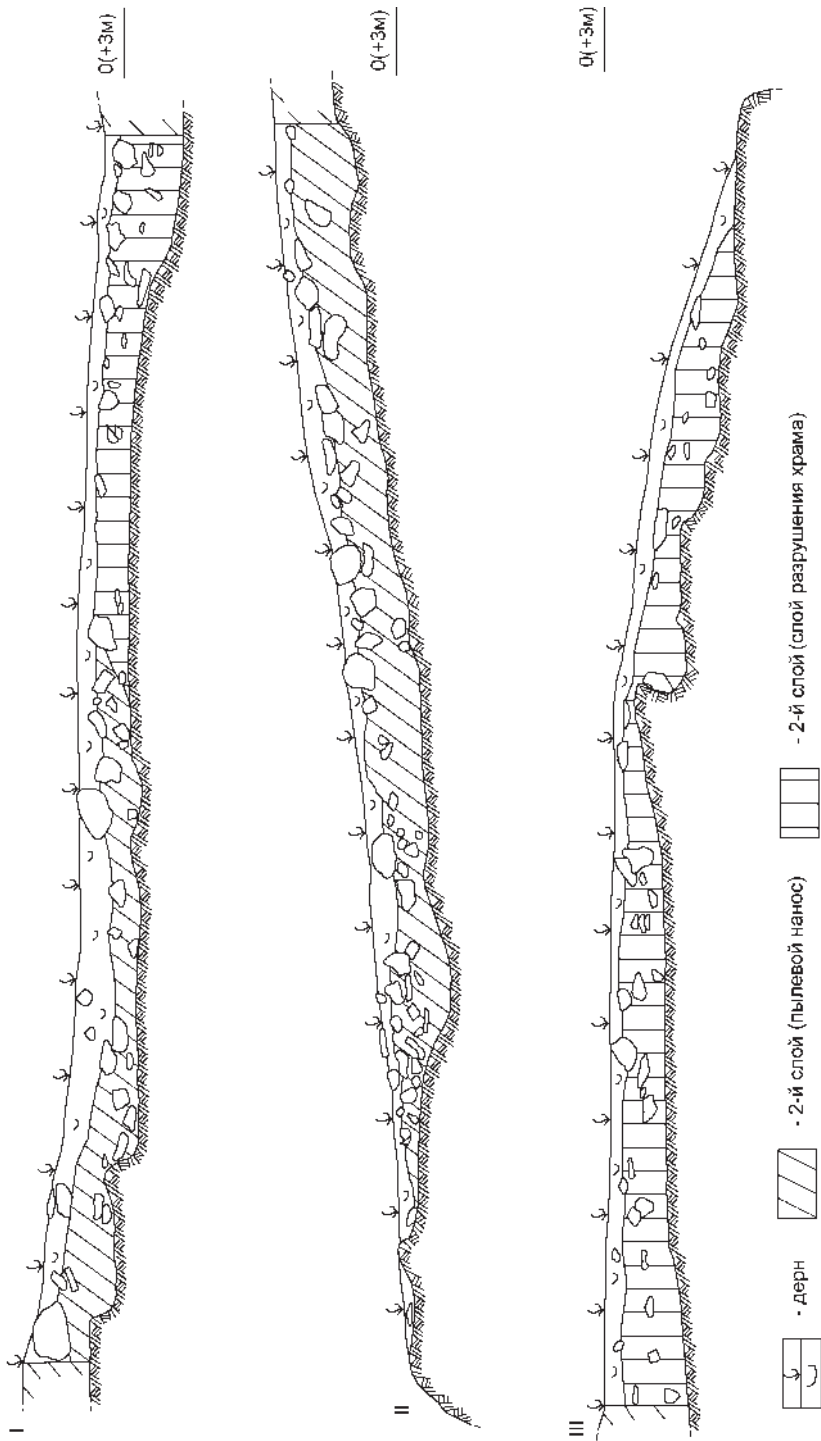 I
0(+3м)
II
0(+3м)
III
0(+3м)
- дерн
- 2-й слой (пылевой нанос)
- 2-й слой (слой разрушения храма)